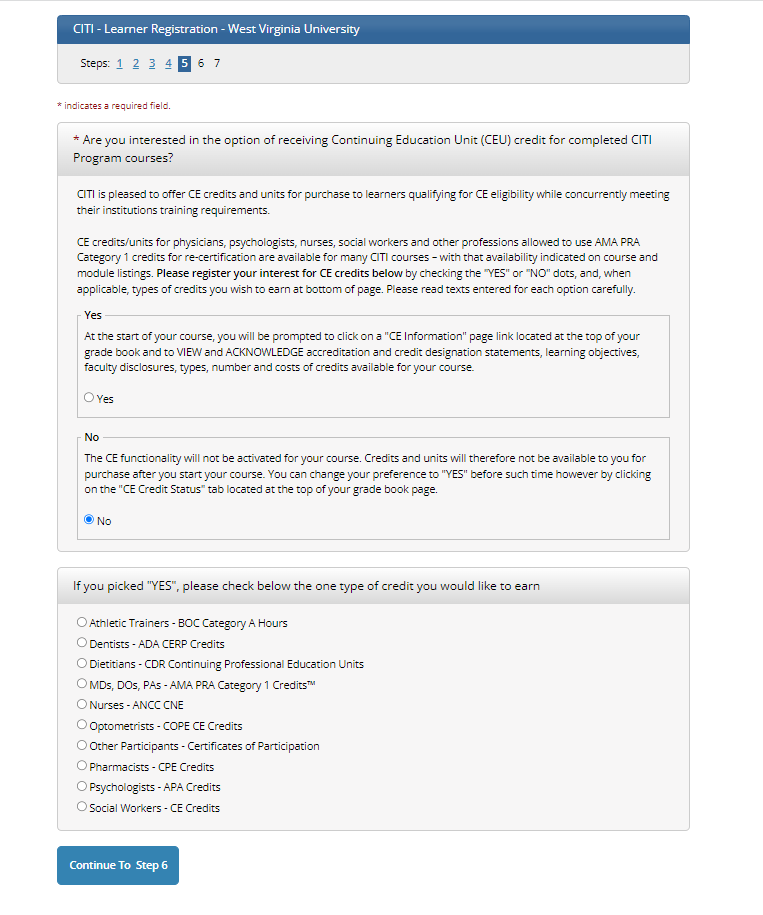 CITI - Learner Registration - West Virginia University
Steps: 1 2 3 4 5 6 7
* indicates a required field.
* Are you interested in the option of receiving Continuing Education Unit (CEU) credit for completed CITI
Program courses?
CITI is pleased to offer CE credits and units for purchase to learners qualifying for CE eligibility while concurrently meeting
their institutions training requirements.
CE credits/units for physicians, psychologists, nurses, social workers and other professions allowed to use AMA PRA
Category 1 credits for re-certification are available for many CITI courses – with that availability indicated on course and
module listings. Please register your interest for CE credits below by checking the "YES" or "NO" dots, and, when
applicable, types of credits you wish to earn at bottom of page. Please read texts entered for each option carefully.
Yes
At the start of your course, you will be prompted to click on a "CE Information" page link located at the top of your
grade book and to VIEW and ACKNOWLEDGE accreditation and credit designation statements, learning objectives,
faculty disclosures, types, number and costs of credits available for your course.
Yes
No
The CE functionality will not be activated for your course. Credits and units will therefore not be available to you for
purchase after you start your course. You can change your preference to "YES" before such time however by clicking
on the "CE Credit Status" tab located at the top of your grade book page.
No
If you picked "YES", please check below the one type of credit you would like to earn
Athletic Trainers - BOC Category A Hours
Dentists - ADA CERP Credits
Dietitians - CDR Continuing Professional Education Units
MDs, DOs, PAs - AMA PRA Category 1 Credits™
Nurses - ANCC CNE
Optometrists - COPE CE Credits
Other Participants - Certificates of Participation
Pharmacists - CPE Credits
Psychologists - APA Credits
Social Workers - CE Credits
Continue To Step 6